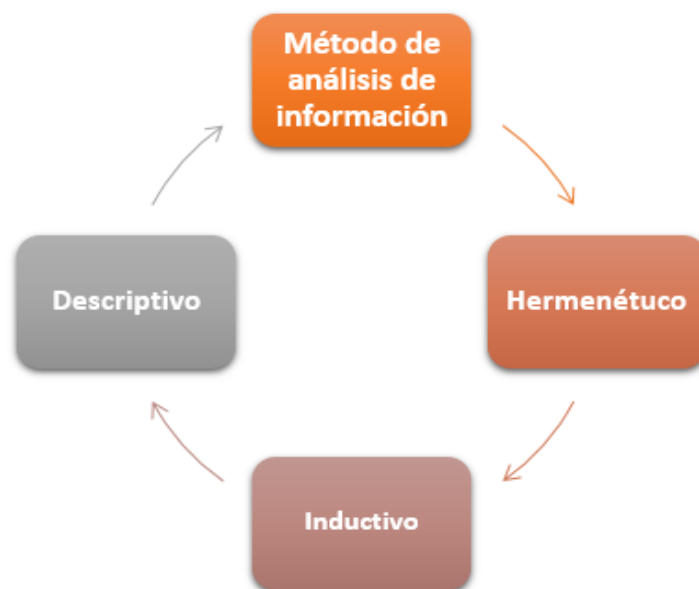 Método de
análisis de
información
Descriptivo
Hermenétuco
Inductivo